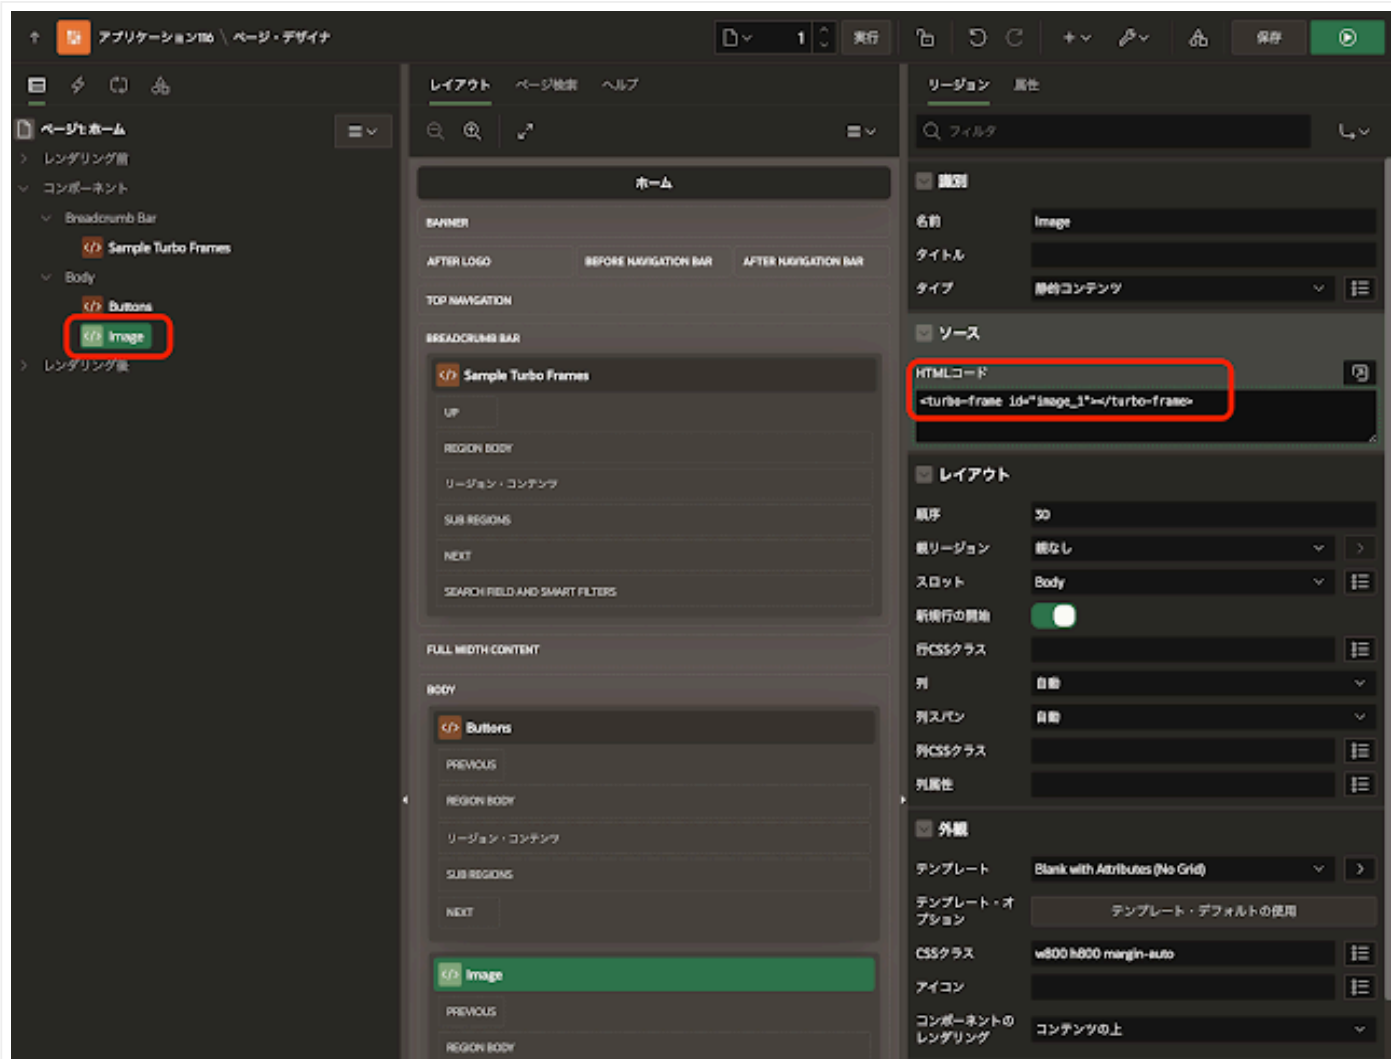 アプリケーション116 \ ページ・デザイナ
1
実行
保存
ページ1: ホーム
レンダリング前
コンポーネント
Breadcrumb Bar
Sample Turbo Frames
Body
Buttons
Image
レンダリング後
レイアウト ページ検索 ヘルプ
ホーム
BANNER
AFTER LOGO BEFORE NAVIGATION BAR AFTER NAVIGATION BAR
TOP NAVIGATION
BREADCRUMB BAR
Sample Turbo Frames
UP
REGION BODY
リージョン・コンテンツ
SUB REGIONS
NEXT
SEARCH FIELD AND SMART FILTERS
FULL WIDTH CONTENT
BODY
Buttons
PREVIOUS
REGION BODY
リージョン・コンテンツ
SUB REGIONS
NEXT
Image
PREVIOUS
REGION BODY
リージョン 属性
フィルタ
識別
名前 Image
タイトル
タイプ 静的コンテンツ
ソース
HTMLコード
<turbo-frame id="image_1"></turbo-frame>
レイアウト
順序 30
親リージョン 親なし
スロット Body
新規行の開始
行CSSクラス
列 自動
列スパン 自動
列CSSクラス
列属性
外観
テンプレート Blank with Attributes (No Grid)
テンプレート・オプション テンプレート・デフォルトの使用
CSSクラス w800 h800 margin-auto
アイコン
コンポーネントのレンダリング コンテンツの上